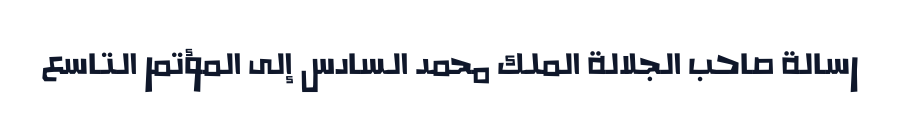 رسالة صاحب الجلالة الملك محمد السادس إلى المؤتمر التاسع